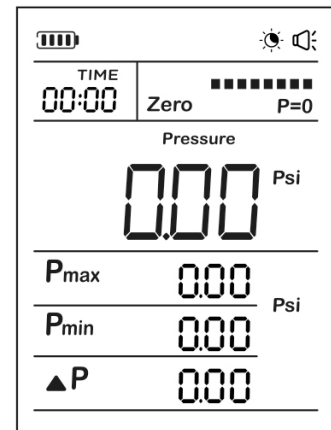 TIME
00:00
Zero
P=0
Pressure
0.00 Psi
Pmax 0.00
Psi
Pmin 0.00
▲P 0.00